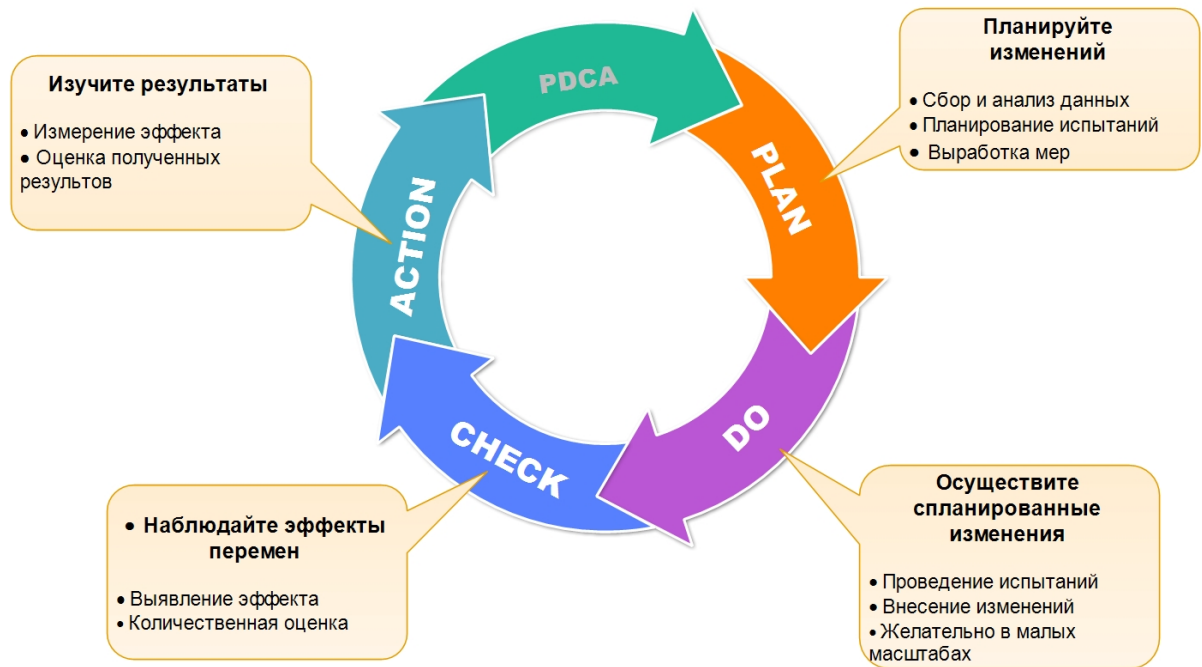 PDCA
Планируйте
изменений
• Сбор и анализ данных
• Планирование испытаний
• Выработка мер
PLAN
Осуществите
спланированные
изменения
• Проведение испытаний
• Внесение изменений
• Желательно в малых
масштабах
DO
• Наблюдайте эффекты
перемен
• Выявление эффекта
• Количественная оценка
CHECK
Изучите результаты
• Измерение эффекта
• Оценка полученных
результов
ACTION